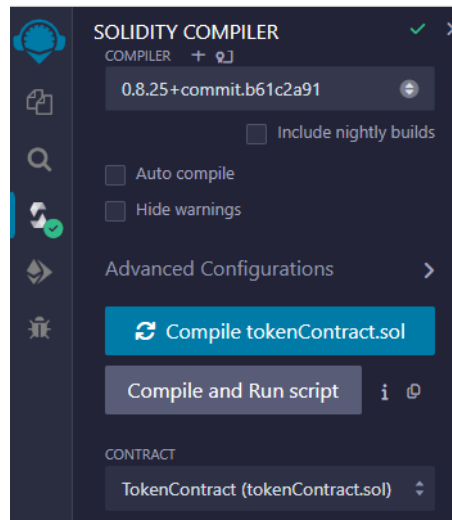 SOLIDITY COMPILER
COMPILER
0.8.25+commit.b61c2a91
Include nightly builds
Auto compile
Hide warnings
Advanced Configurations
Compile tokenContract.sol
Compile and Run script
CONTRACT
TokenContract (tokenContract.sol)